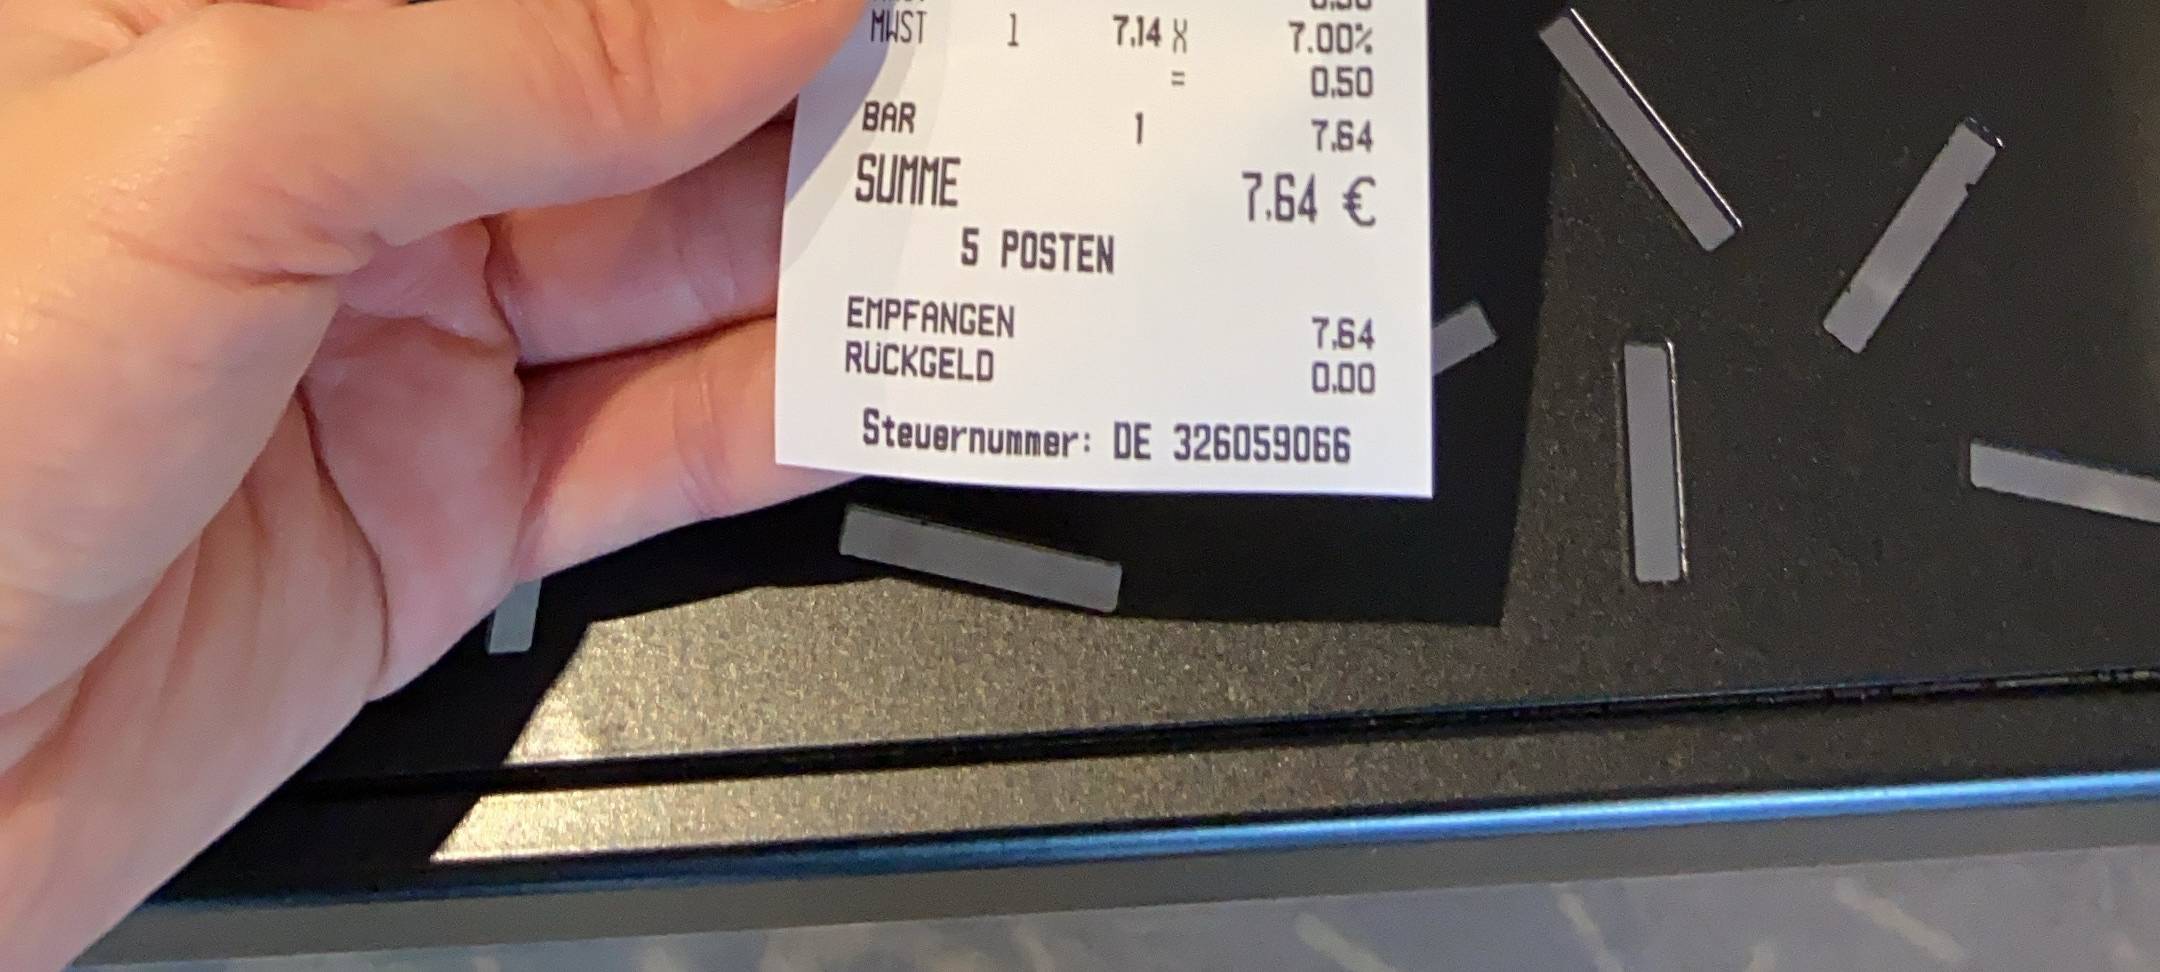 MWST 1 7.14 X 7.00%
= 0.50
BAR 1 7.64
SUMME 7.64 €
5 POSTEN
EMPFANGEN 7.64
RÜCKGELD 0.00
Steuernummer: DE 326059066